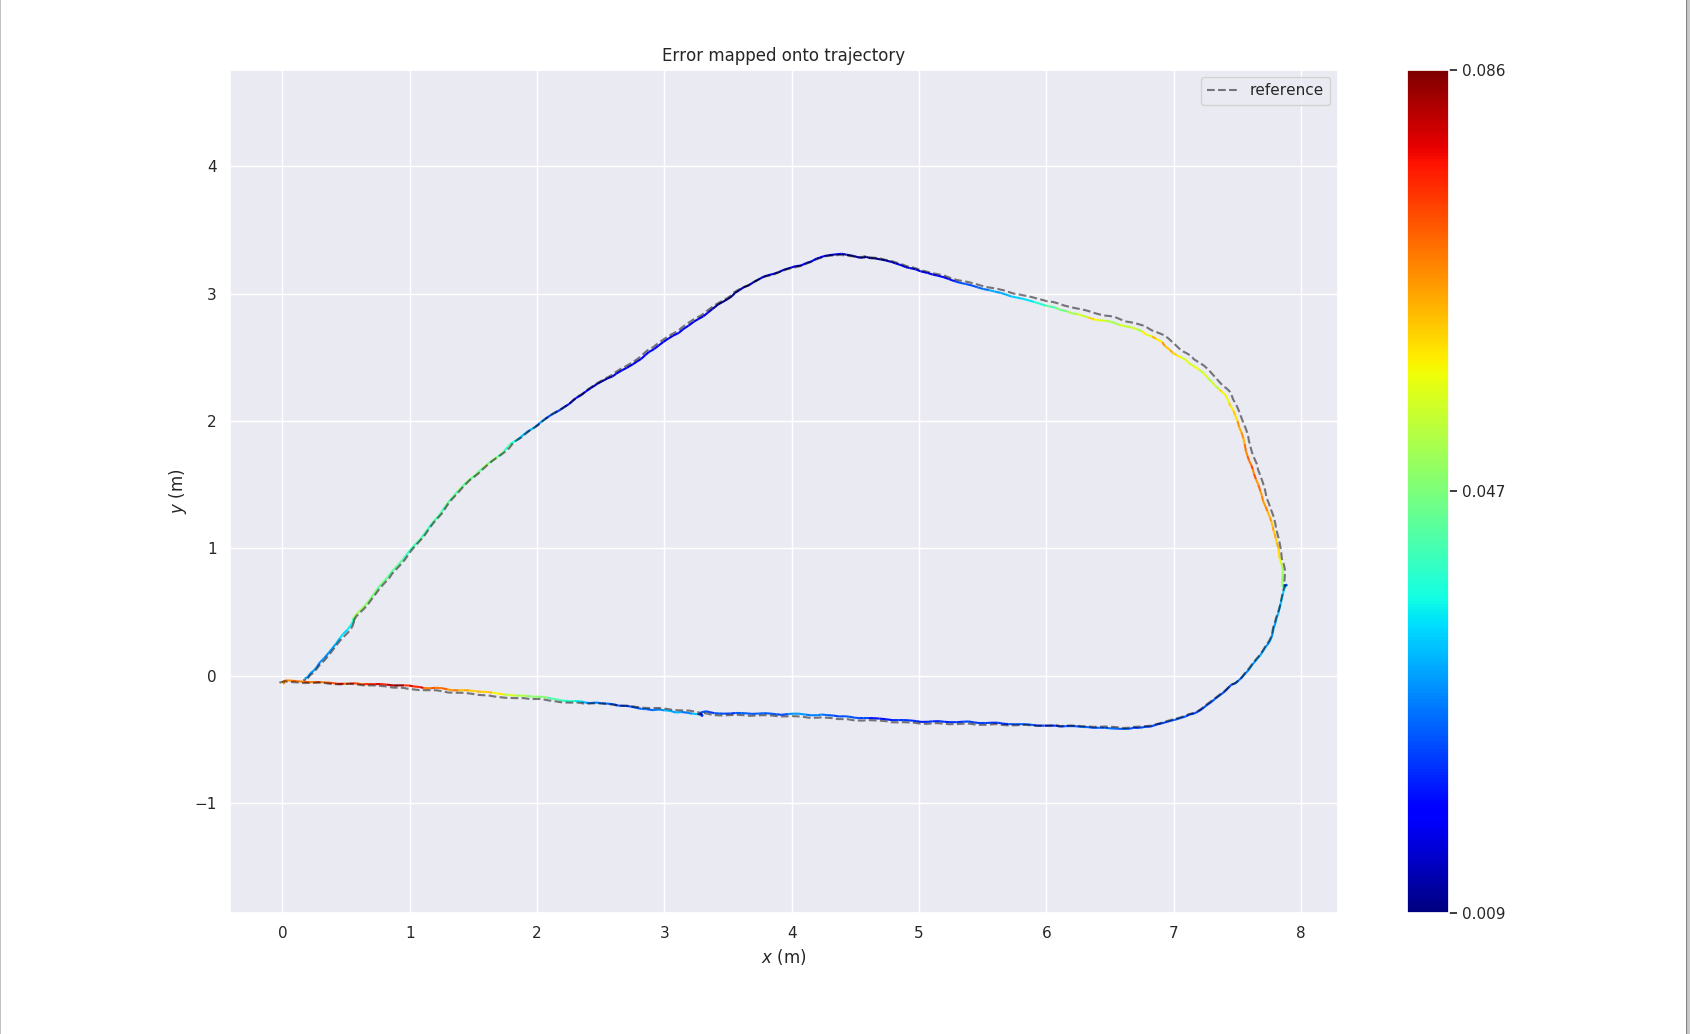 Error mapped onto trajectory
reference
4
3
2
1
0
−1
y (m)
0 1 2 3 4 5 6 7 8
x (m)
0.086
0.047
0.009